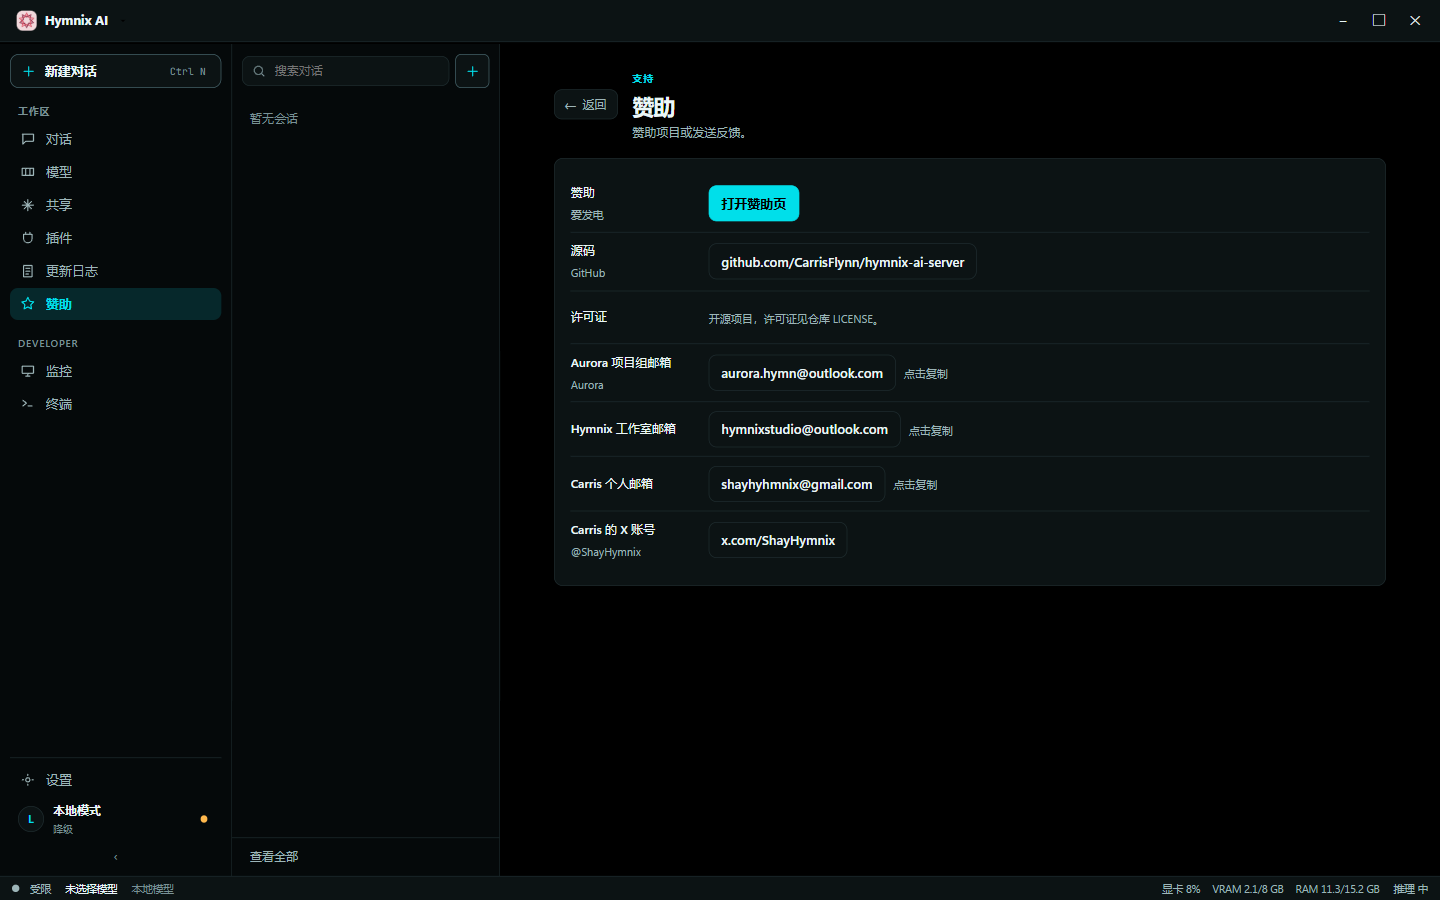 Hymnix AI
新建对话 Ctrl N
工作区
对话
模型
共享
插件
更新日志
赞助
DEVELOPER
监控
终端
设置
L
本地模式
降级
搜索对话
暂无会话
查看全部
← 返回
支持
赞助
赞助项目或发送反馈。
赞助
爱发电
打开赞助页
源码
GitHub
github.com/CarrisFlynn/hymnix-ai-server
许可证
开源项目，许可证见仓库 LICENSE。
Aurora 项目组邮箱
Aurora
aurora.hymn@outlook.com 点击复制
Hymnix 工作室邮箱
hymnixstudio@outlook.com 点击复制
Carris 个人邮箱
shayhyhmnix@gmail.com 点击复制
Carris 的 X 账号
@ShayHymnix
x.com/ShayHymnix
受限 未选择模型 本地模型
显卡 8% VRAM 2.1/8 GB RAM 11.3/15.2 GB 推理 中